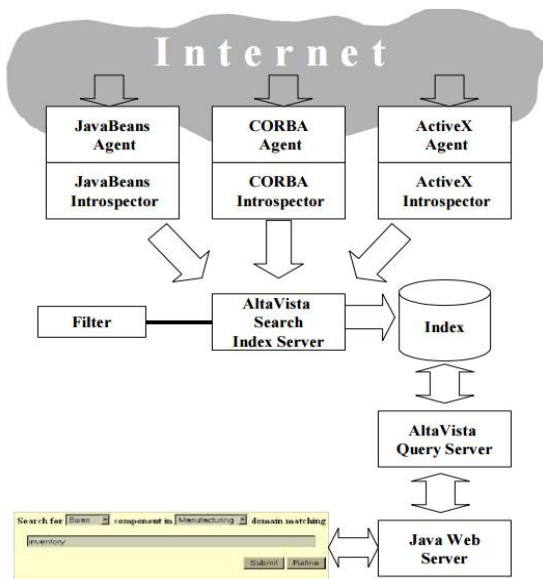 Internet
JavaBeans
Agent
CORBA
Agent
ActiveX
Agent
JavaBeans
Introspector
CORBA
Introspector
ActiveX
Introspector
Filter
AltaVista
Search
Index Server
Index
AltaVista
Query Server
Search for Bean component in Manufacturing domain matching
inventory
Submit Refine
Java Web
Server